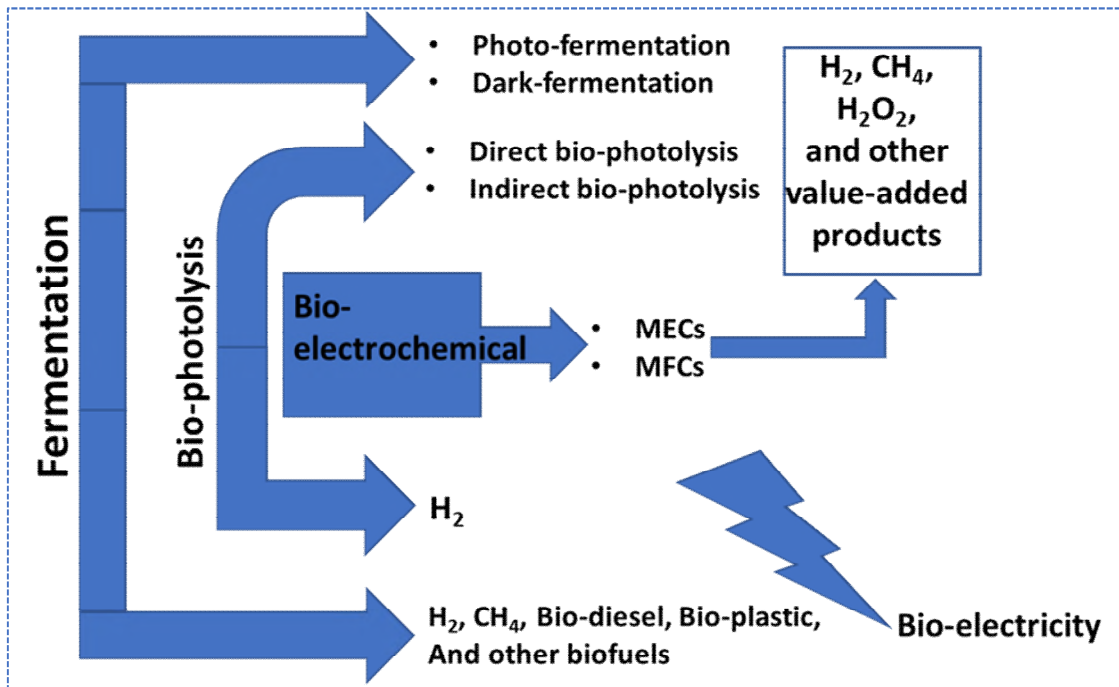 Fermentation
• Photo-fermentation
• Dark-fermentation
Bio-photolysis
• Direct bio-photolysis
• Indirect bio-photolysis
Bio-
electrochemical
• MECs
• MFCs
H₂, CH₄,
H₂O₂,
and other
value-added
products
H₂
H₂, CH₄, Bio-diesel, Bio-plastic,
And other biofuels
Bio-electricity